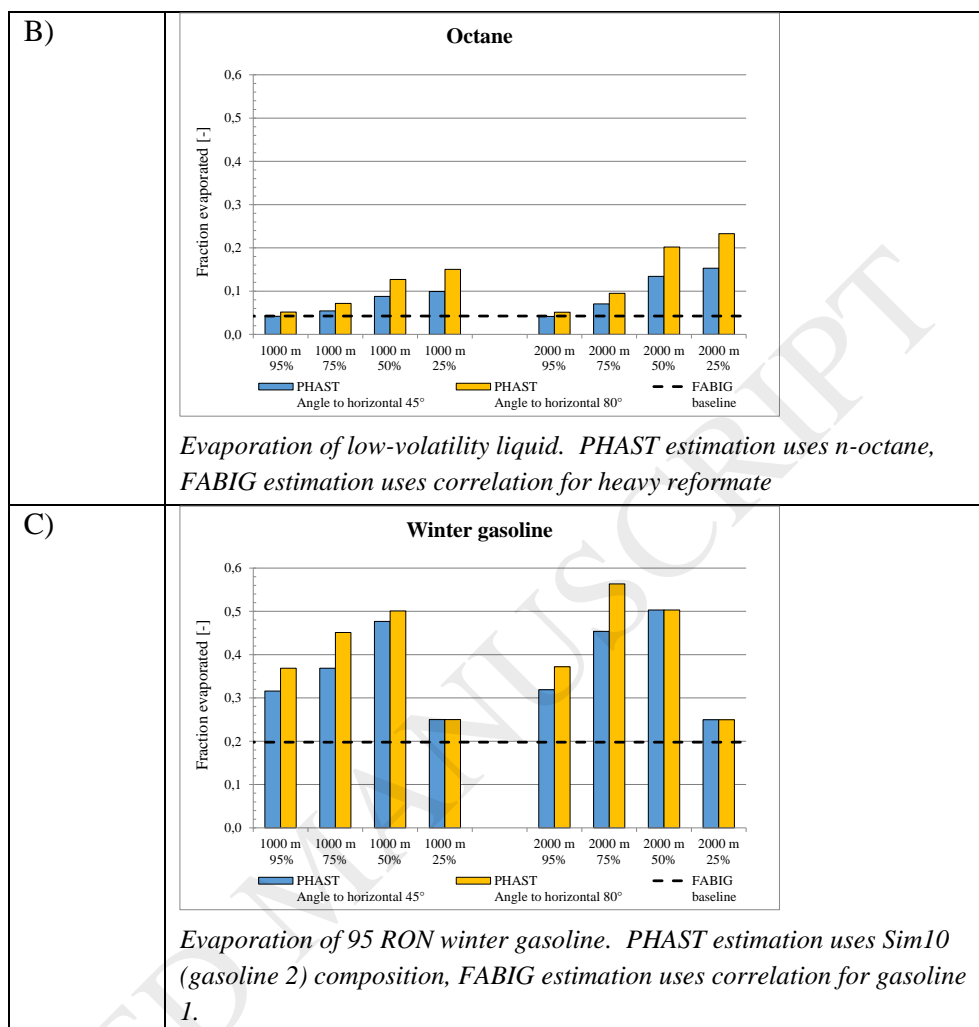 B)
Octane
Fraction evaporated [-]
0,6
0,5
0,4
0,3
0,2
0,1
0,0
1000 m 1000 m 1000 m 1000 m 2000 m 2000 m 2000 m 2000 m
95% 75% 50% 25% 95% 75% 50% 25%
PHAST PHAST FABIG
Angle to horizontal 45° Angle to horizontal 80° baseline
Evaporation of low-volatility liquid. PHAST estimation uses n-octane,
FABIG estimation uses correlation for heavy reformate
C)
Winter gasoline
Fraction evaporated [-]
0,6
0,5
0,4
0,3
0,2
0,1
0,0
1000 m 1000 m 1000 m 1000 m 2000 m 2000 m 2000 m 2000 m
95% 75% 50% 25% 95% 75% 50% 25%
PHAST PHAST FABIG
Angle to horizontal 45° Angle to horizontal 80° baseline
Evaporation of 95 RON winter gasoline. PHAST estimation uses Sim10
(gasoline 2) composition, FABIG estimation uses correlation for gasoline
1.
D MANUSCRIPT